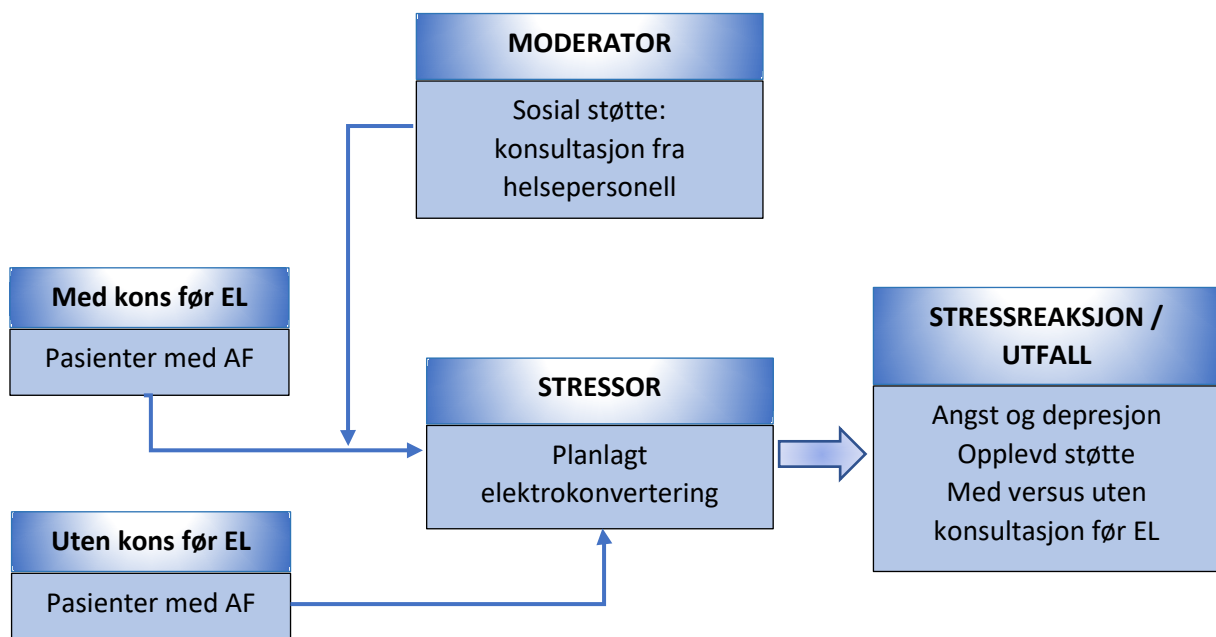 MODERATOR
Sosial støtte:
konsultasjon fra
helsepersonell
Med kons før EL
Pasienter med AF
STRESSOR
Planlagt
elektrokonvertering
STRESSREAKSJON /
UTFALL
Angst og depresjon
Opplevd støtte
Med versus uten
konsultasjon før EL
Uten kons før EL
Pasienter med AF